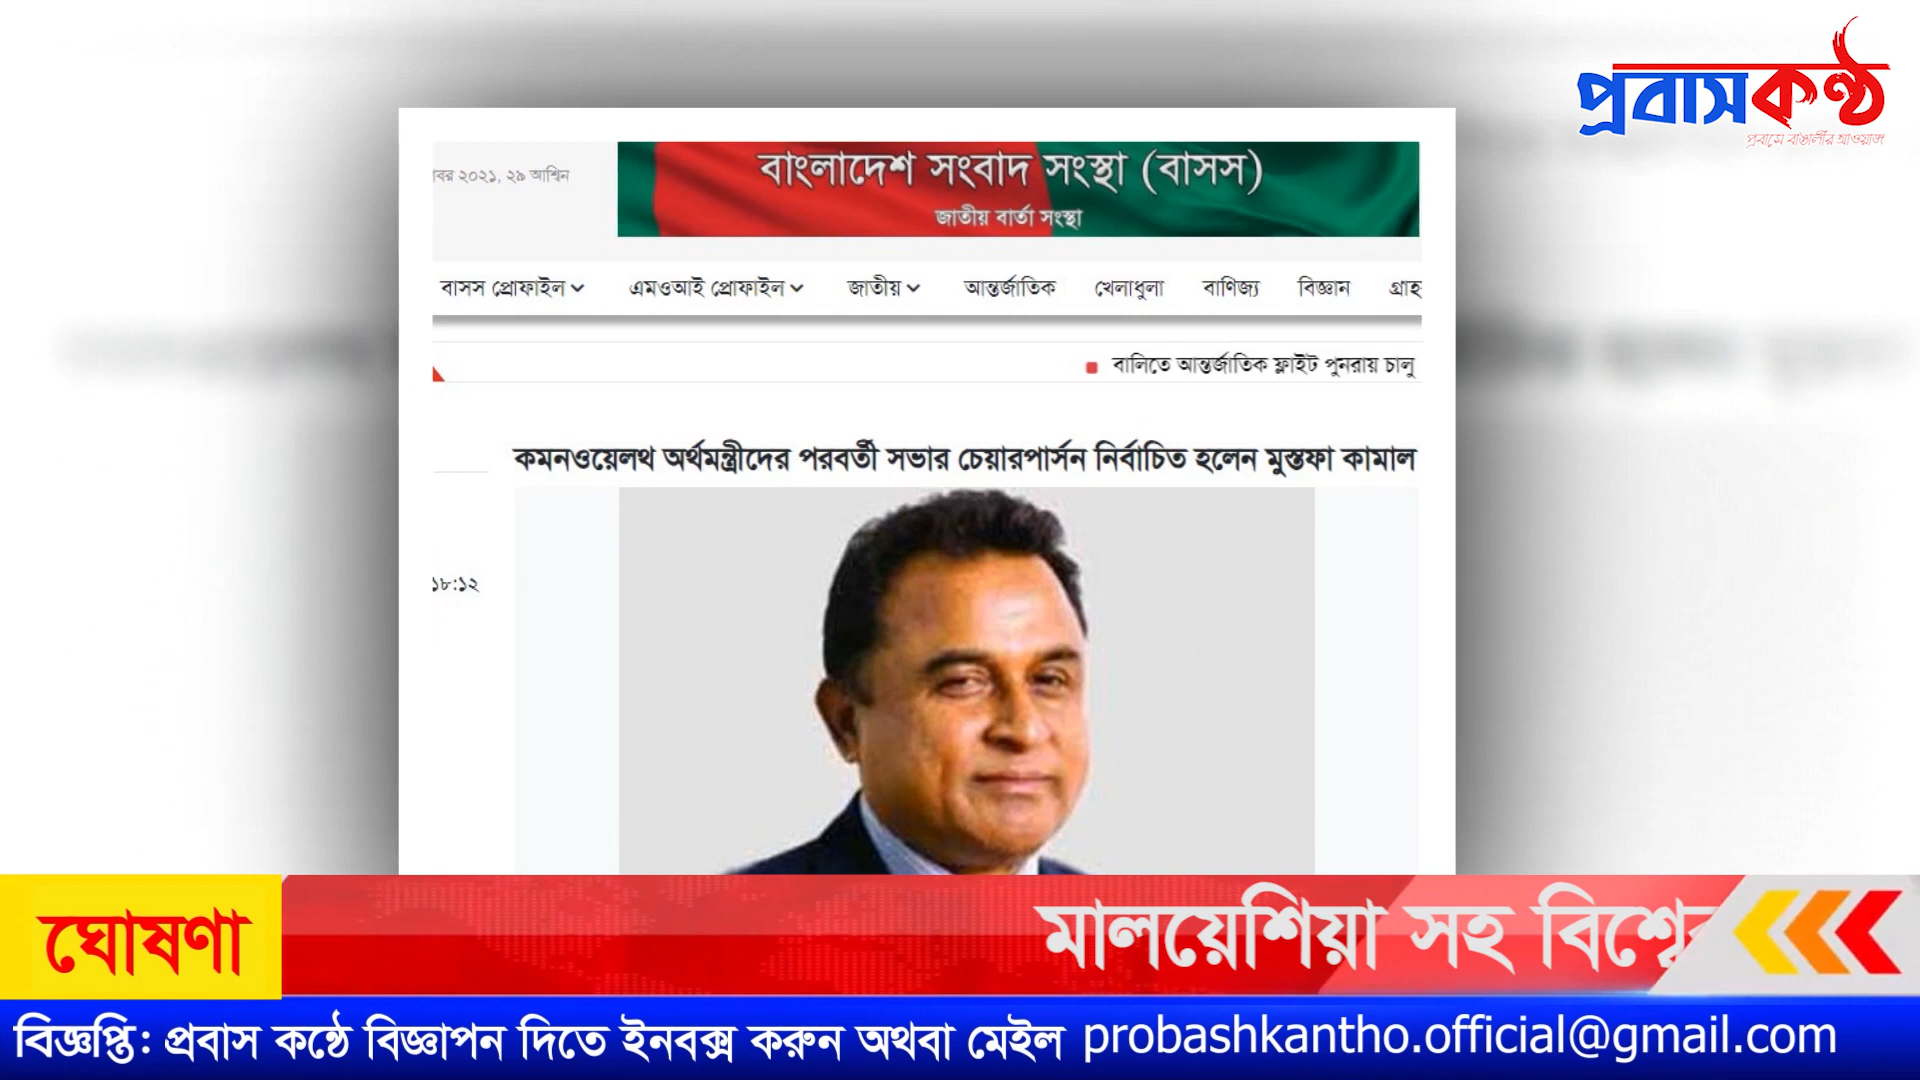 প্রবাসকণ্ঠ
প্রবাসে বাঙালীর আওয়াজ
২০২১, ২৯ আশ্বিন
বাংলাদেশ সংবাদ সংস্থা (বাসস)
জাতীয় বার্তা সংস্থা
বাসস প্রোফাইল এমওআই প্রোফাইল জাতীয় আন্তর্জাতিক খেলাধুলা বাণিজ্য বিজ্ঞান
বালিতে আন্তর্জাতিক ফ্লাইট পুনরায় চালু
কমনওয়েলথ অর্থমন্ত্রীদের পরবর্তী সভার চেয়ারপার্সন নির্বাচিত হলেন মুস্তফা কামাল
১৮:১২
ঘোষণা
মালয়েশিয়া সহ বিশ্বের
বিজ্ঞপ্তি: প্রবাস কন্ঠে বিজ্ঞাপন দিতে ইনবক্স করুন অথবা মেইল probashkantho.official@gmail.com